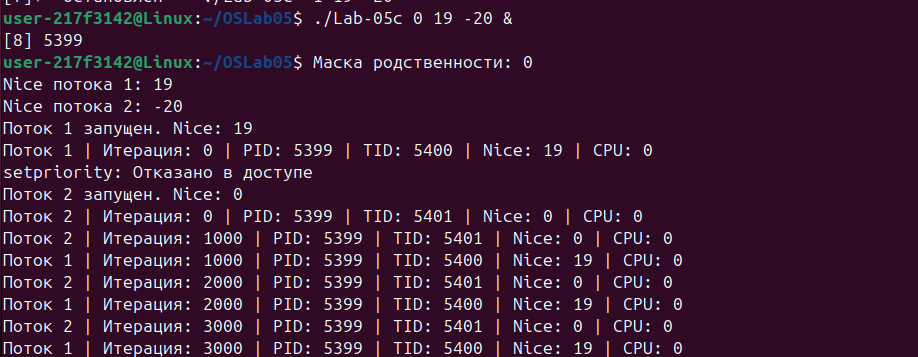 user-217f3142@Linux:~/OSLab05$ ./Lab-05c 0 19 -20 &
[8] 5399
user-217f3142@Linux:~/OSLab05$ Маска родственности: 0
Nice потока 1: 19
Nice потока 2: -20
Поток 1 запущен. Nice: 19
Поток 1 | Итерация: 0 | PID: 5399 | TID: 5400 | Nice: 19 | CPU: 0
setpriority: Отказано в доступе
Поток 2 запущен. Nice: 0
Поток 2 | Итерация: 0 | PID: 5399 | TID: 5401 | Nice: 0 | CPU: 0
Поток 2 | Итерация: 1000 | PID: 5399 | TID: 5401 | Nice: 0 | CPU: 0
Поток 1 | Итерация: 1000 | PID: 5399 | TID: 5400 | Nice: 19 | CPU: 0
Поток 2 | Итерация: 2000 | PID: 5399 | TID: 5401 | Nice: 0 | CPU: 0
Поток 1 | Итерация: 2000 | PID: 5399 | TID: 5400 | Nice: 19 | CPU: 0
Поток 2 | Итерация: 3000 | PID: 5399 | TID: 5401 | Nice: 0 | CPU: 0
Поток 1 | Итерация: 3000 | PID: 5399 | TID: 5400 | Nice: 19 | CPU: 0